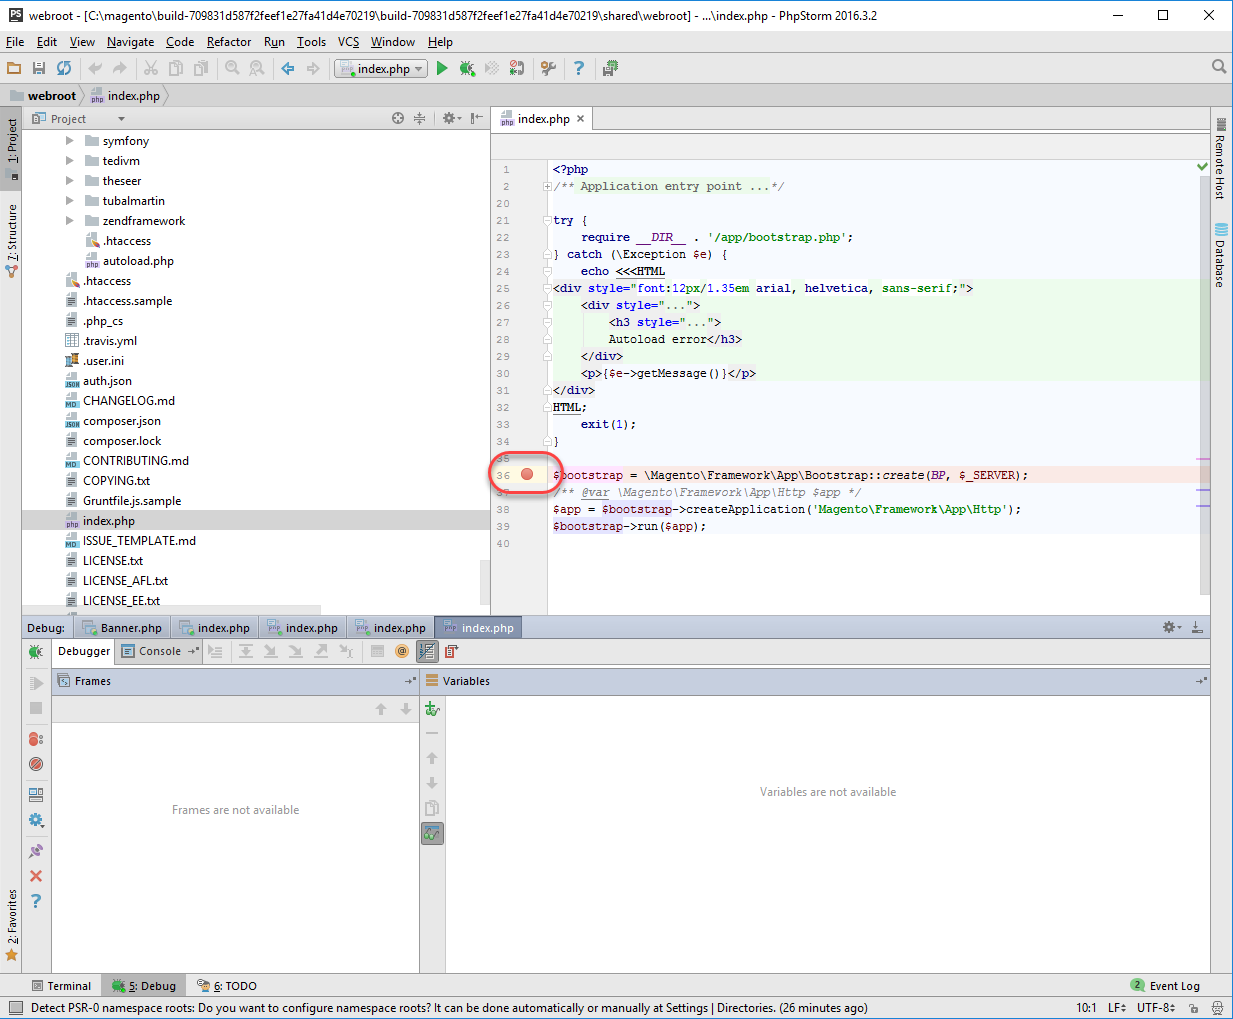 webroot - [C:\magento\build-709831d587f2feef1e27fa41d4e70219\build-709831d587f2feef1e27fa41d4e70219\shared\webroot] - ...\index.php - PhpStorm 2016.3.2
File Edit View Navigate Code Refactor Run Tools VCS Window Help
index.php
webroot index.php
Project
index.php
1: Project
7: Structure
2: Favorites
Remote Host
Database
symfony
tedivm
theseer
tubalmartin
zendframework
.htaccess
autoload.php
.htaccess
.htaccess.sample
.php_cs
.travis.yml
.user.ini
auth.json
CHANGELOG.md
composer.json
composer.lock
CONTRIBUTING.md
COPYING.txt
Gruntfile.js.sample
index.php
ISSUE_TEMPLATE.md
LICENSE.txt
LICENSE_AFL.txt
LICENSE_EE.txt
1 <?php
2 /** Application entry point ...*/
20
21 try {
22 require __DIR__ . '/app/bootstrap.php';
23 } catch (\Exception $e) {
24 echo <<<HTML
25 <div style="font:12px/1.35em arial, helvetica, sans-serif;">
26 <div style="...">
27 <h3 style="...">
28 Autoload error</h3>
29 </div>
30 <p>{$e->getMessage()}</p>
31 </div>
32 HTML;
33 exit(1);
34 }
35
36 $bootstrap = \Magento\Framework\App\Bootstrap::create(BP, $_SERVER);
37 /** @var \Magento\Framework\App\Http $app */
38 $app = $bootstrap->createApplication('Magento\Framework\App\Http');
39 $bootstrap->run($app);
40
Debug: Banner.php index.php index.php index.php index.php
Debugger Console
Frames
Variables
Frames are not available
Variables are not available
Terminal 5: Debug 6: TODO 2 Event Log
Detect PSR-0 namespace roots: Do you want to configure namespace roots? It can be done automatically or manually at Settings | Directories. (26 minutes ago) 10:1 LF UTF-8